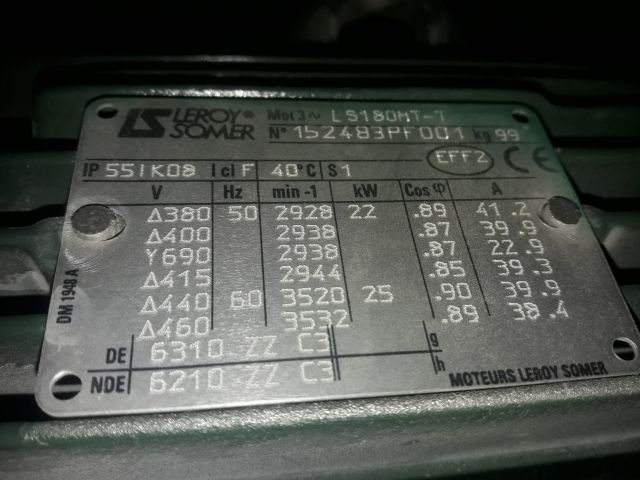 LS LEROY® SOMER Mot 3~ LS180MT-T
N° 152483PF001 kg 99
IP 55IK08 I cl F 40°C S1 EFF2 CE
V Hz min -1 kW Cos φ A
Δ380 50 2928 22 .89 41.2
Δ400 2938 .87 39.9
Y690 2938 .87 22.9
Δ415 2944 .85 39.3
Δ440 60 3520 25 .90 39.9
Δ460 3532 .89 38.4
DE 6310 ZZ C3 g
NDE 6210 ZZ C3 h
MOTEURS LEROY SOMER
DM 1948 A